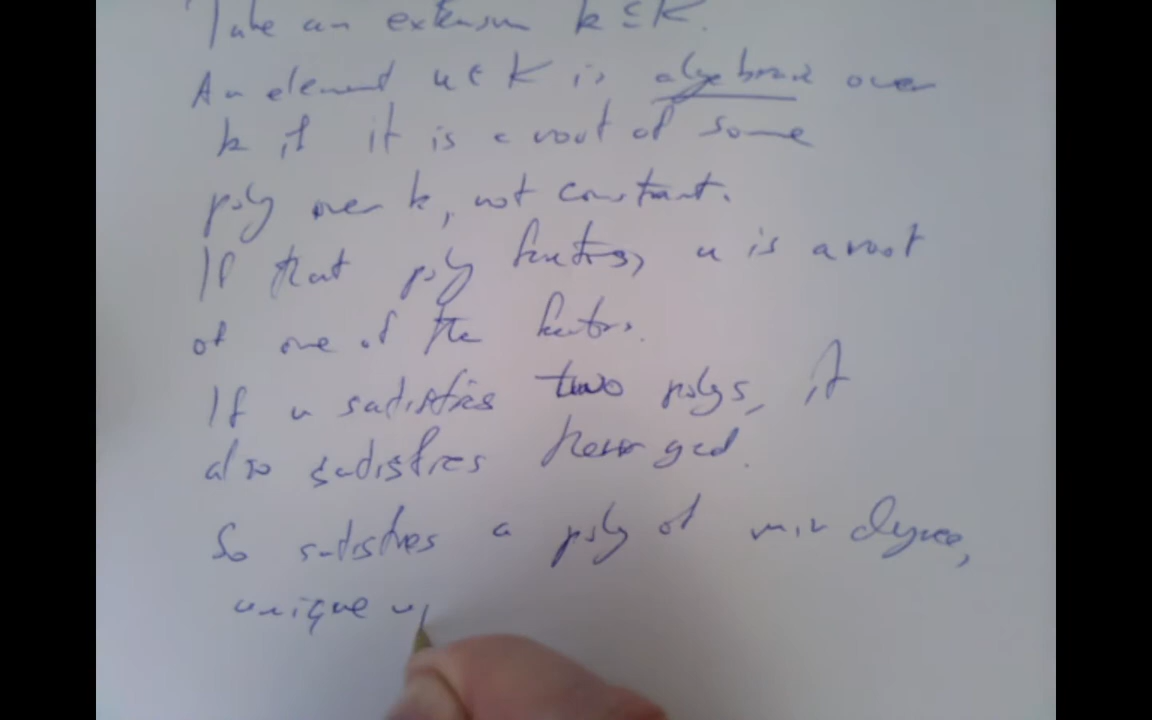 Take an extension k ⊆ K.
An element u ∈ K is algebraic over
k if it is a root of some
poly over k, not constant.
If that poly factors, u is a root
of one of the factors.
If u satisfies two polys, it
also satisfies their gcd.
So satisfies a poly of min degree,
unique up